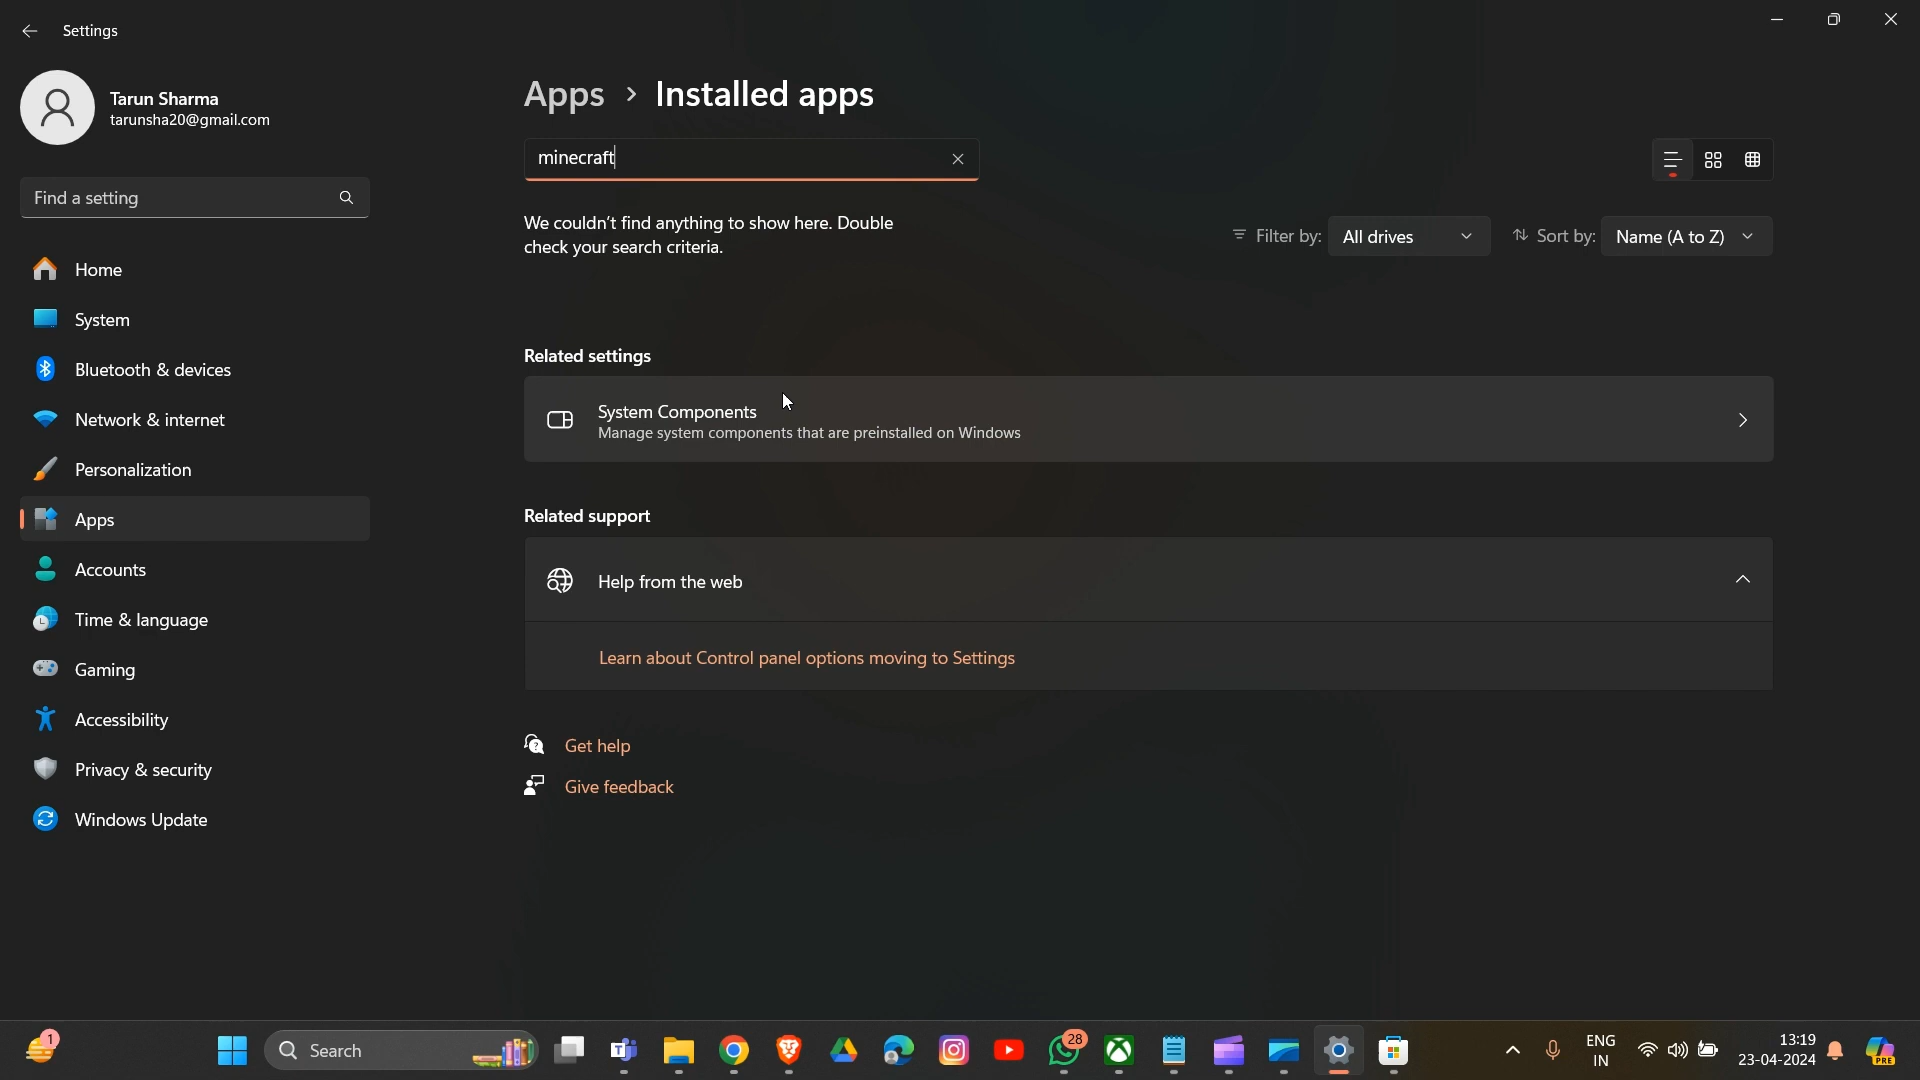 Settings
Tarun Sharma
tarunsha20@gmail.com
Find a setting
Home
System
Bluetooth & devices
Network & internet
Personalization
Apps
Accounts
Time & language
Gaming
Accessibility
Privacy & security
Windows Update
Apps > Installed apps
minecraft
We couldn't find anything to show here. Double
check your search criteria.
Filter by: All drives
Sort by: Name (A to Z)
Related settings
System Components
Manage system components that are preinstalled on Windows
Related support
Help from the web
Learn about Control panel options moving to Settings
Get help
Give feedback
1
Search
28
ENG
IN
13:19
23-04-2024
PRE